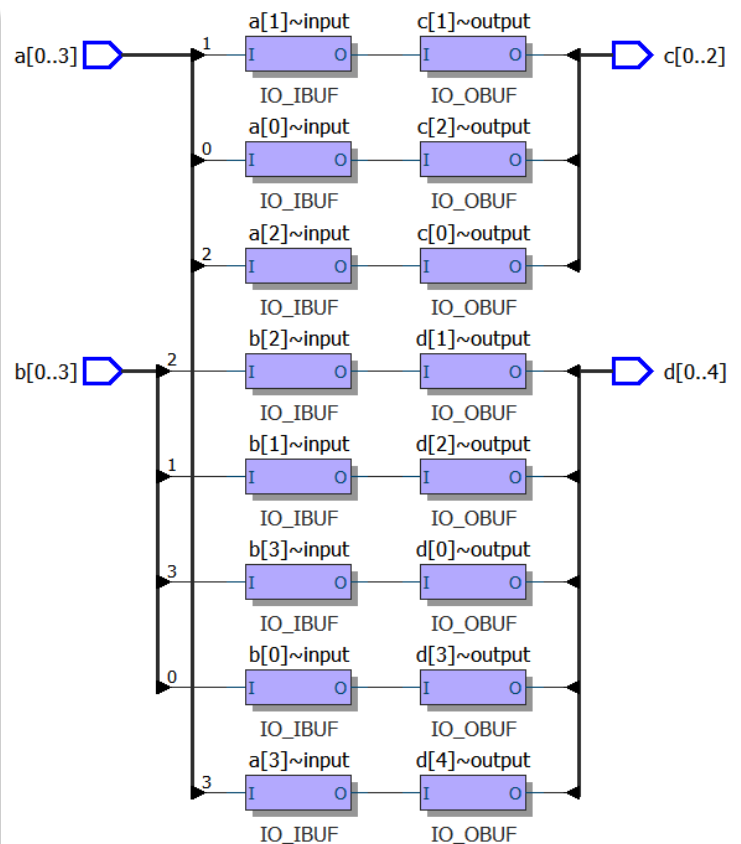 a[1]~input c[1]~output
a[0..3] 1 I O I O c[0..2]
IO_IBUF IO_OBUF
a[0]~input c[2]~output
0 I O I O
IO_IBUF IO_OBUF
a[2]~input c[0]~output
2 I O I O
IO_IBUF IO_OBUF
b[2]~input d[1]~output
b[0..3] 2 I O I O d[0..4]
IO_IBUF IO_OBUF
b[1]~input d[2]~output
1 I O I O
IO_IBUF IO_OBUF
b[3]~input d[0]~output
3 I O I O
IO_IBUF IO_OBUF
b[0]~input d[3]~output
0 I O I O
IO_IBUF IO_OBUF
a[3]~input d[4]~output
3 I O I O
IO_IBUF IO_OBUF